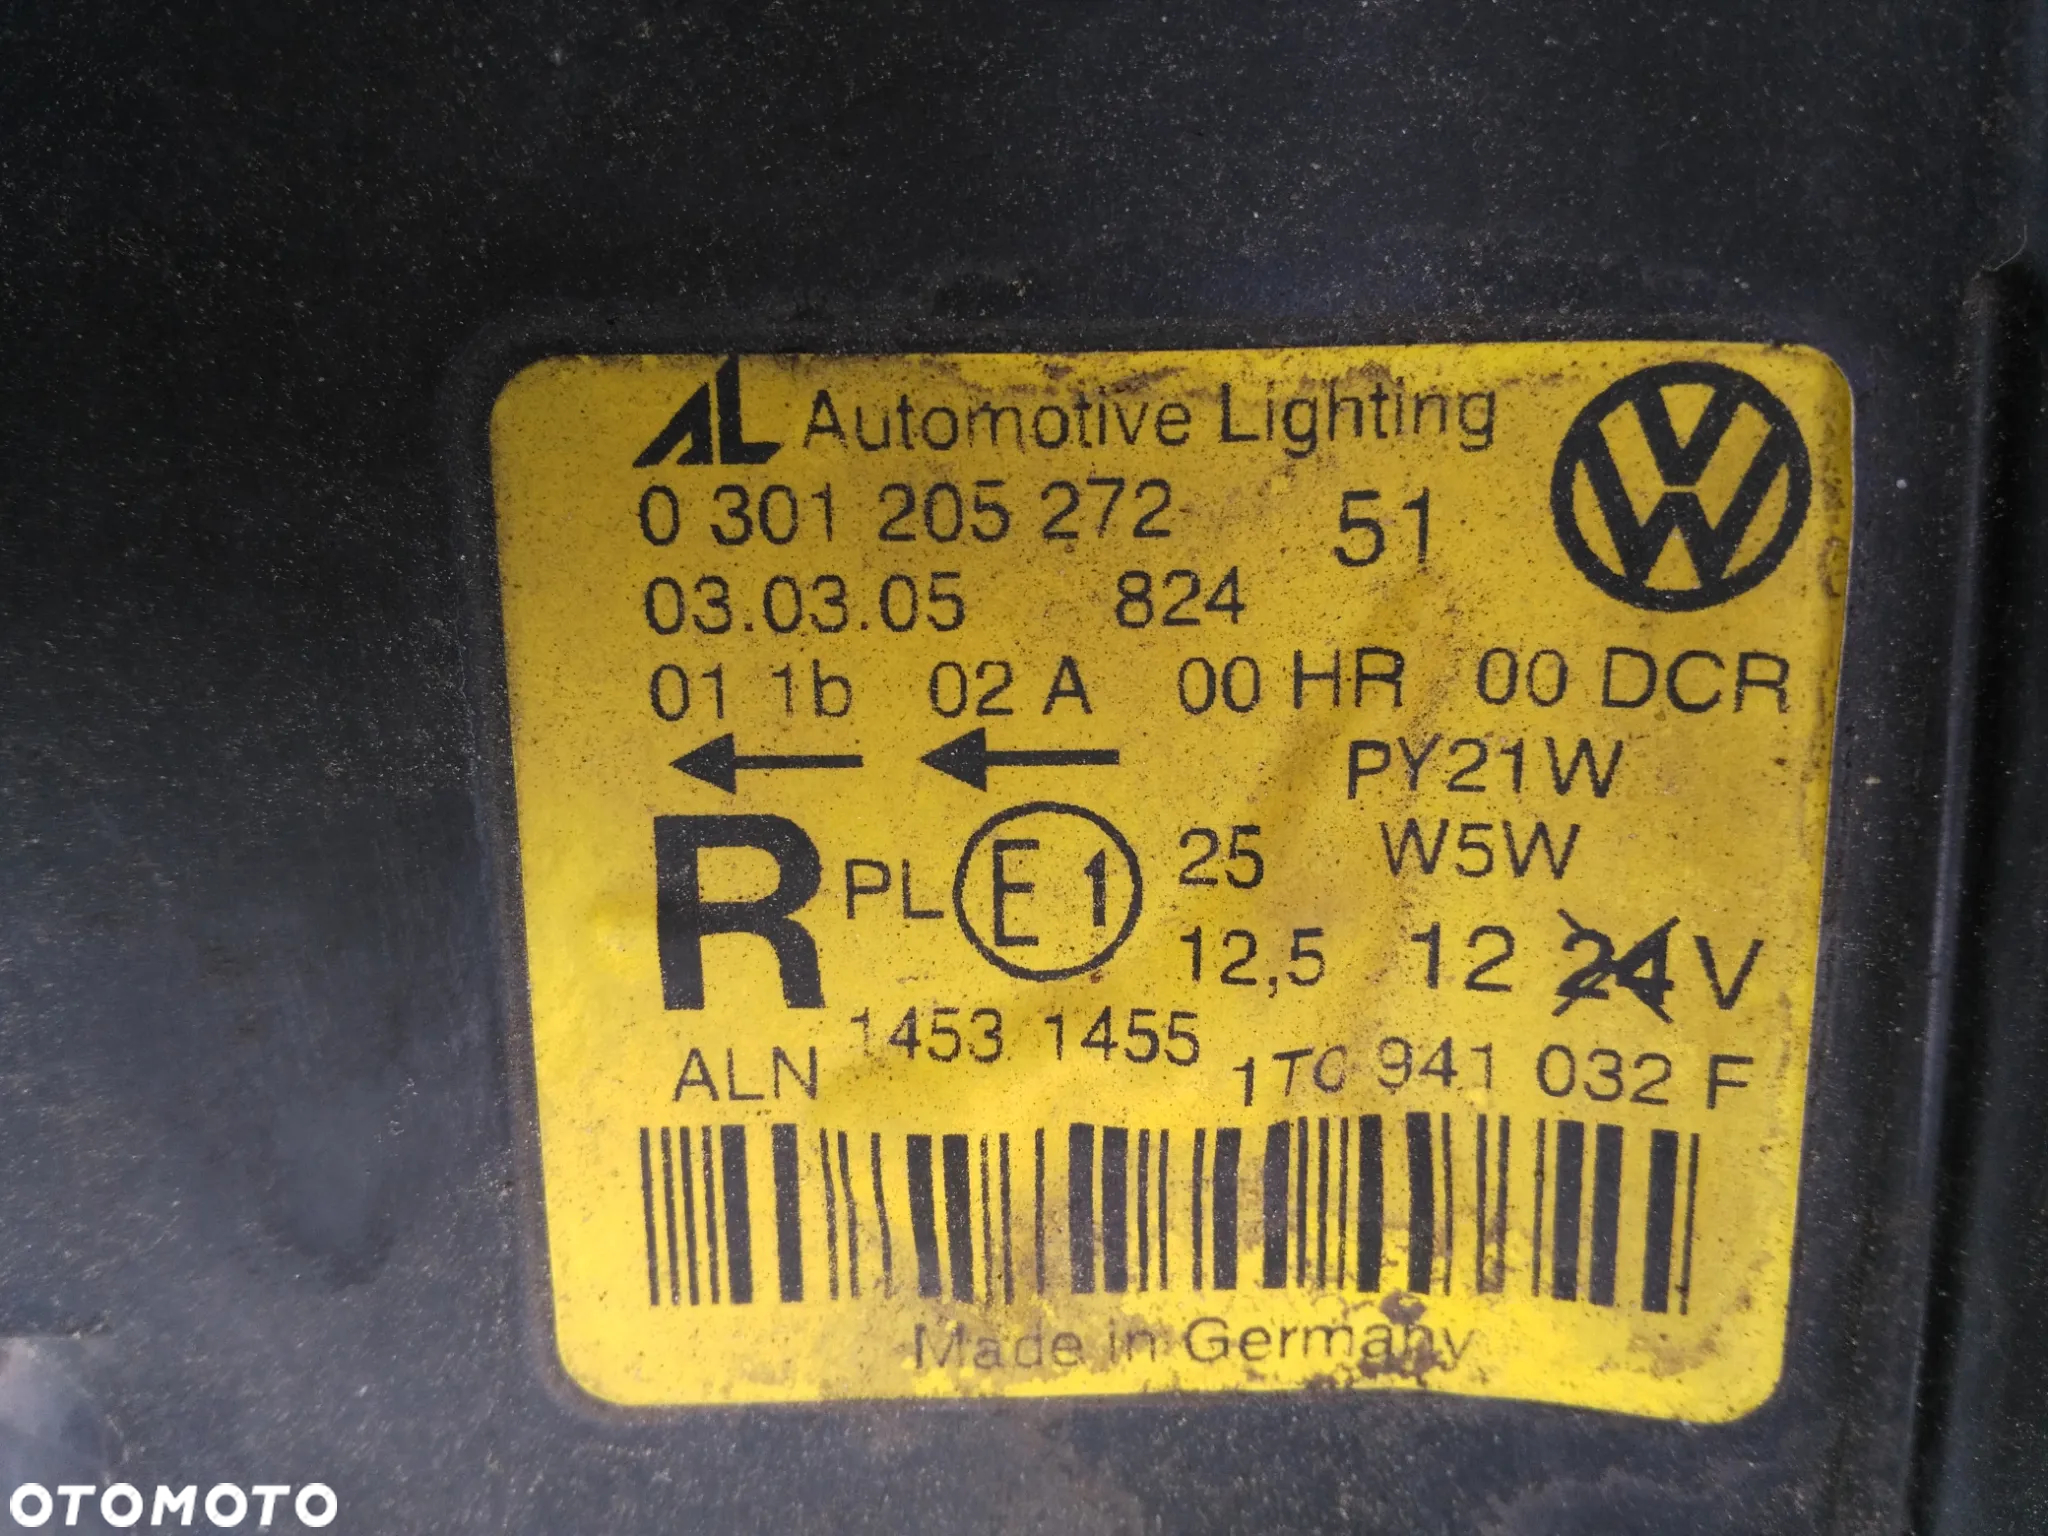 AL Automotive Lighting
0 301 205 272 51
03.03.05 824
01 1b 02 A 00 HR 00 DCR
PY21W
R PL E1 25 W5W
12,5 12 24 V
1453 1455
ALN 1T0 941 032 F
Made in Germany
OTOMOTO